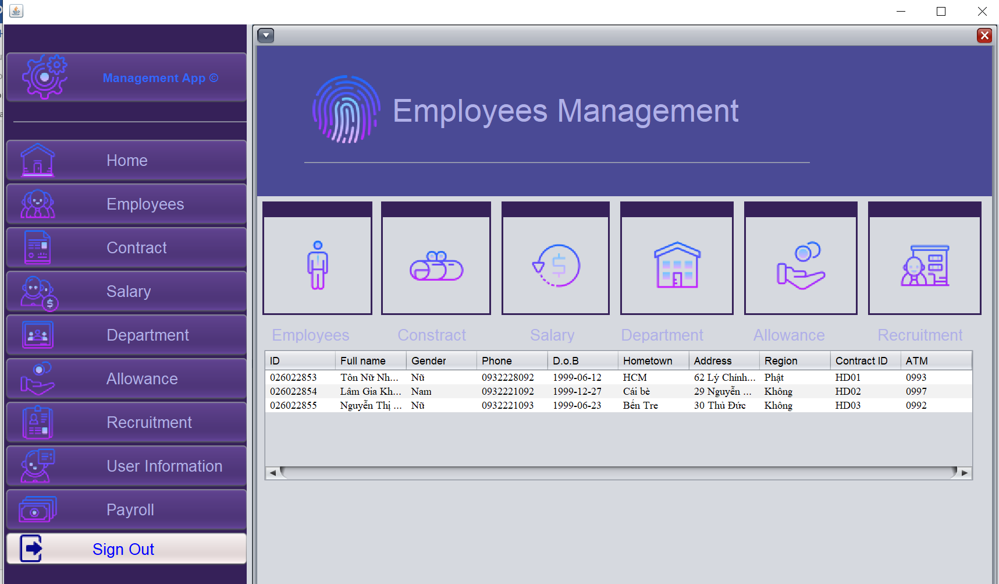 Management App ©
Home
Employees
Contract
Salary
Department
Allowance
Recruitment
User Information
Payroll
Sign Out
Employees Management
Employees Constract Salary Department Allowance Recruitment
ID Full name Gender Phone D.o.B Hometown Address Region Contract ID ATM
026022853 Tôn Nữ Nh... Nữ 0932228092 1999-06-12 HCM 62 Lý Chính... Phật HD01 0993
026022854 Lâm Gia Kh... Nam 0932221092 1999-12-27 Cái bè 29 Nguyễn ... Không HD02 0997
026022855 Nguyễn Thị ... Nữ 0932221093 1999-06-23 Bến Tre 30 Thủ Đức Không HD03 0992